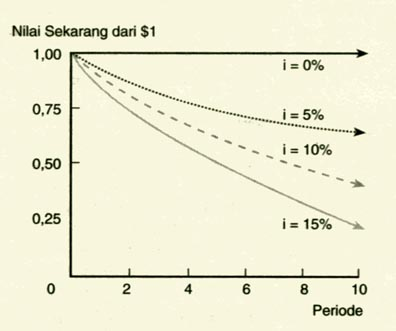 Nilai Sekarang dari $1
1,00
i = 0%
0,75
i = 5%
0,50
i = 10%
0,25
i = 15%
0 2 4 6 8 10
Periode